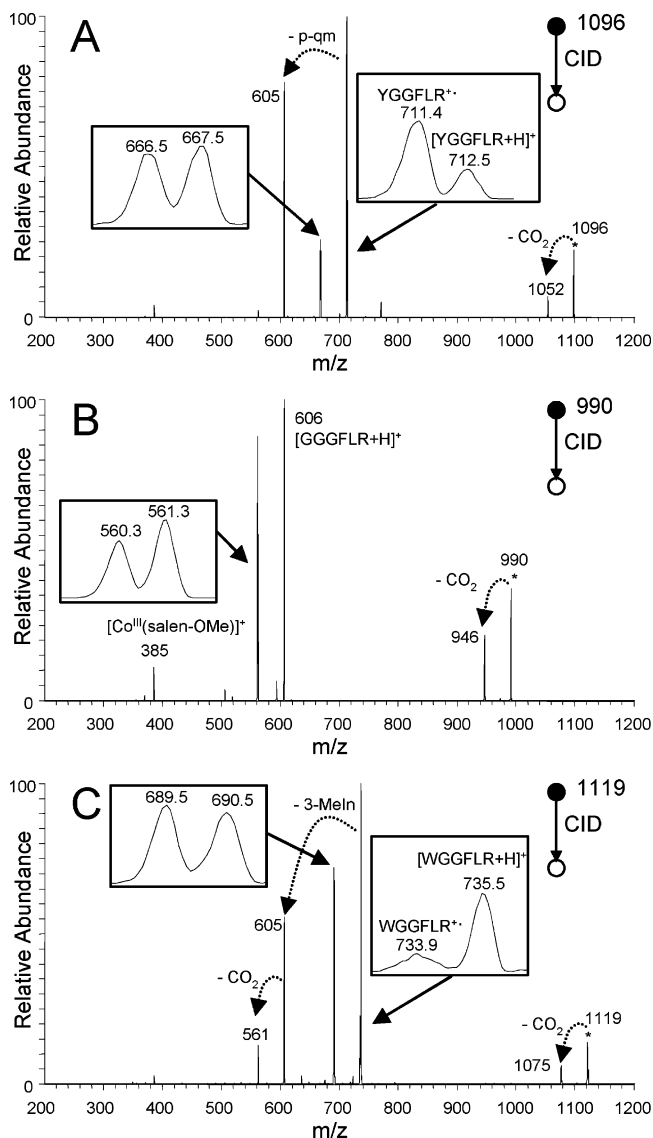 A
100
Relative Abundance
0
- p-qm
605
666.5 667.5
YGGFLR⁺·
711.4
[YGGFLR+H]⁺
712.5
- CO₂
1096
*
1052
1096
CID
200 300 400 500 600 700 800 900 1000 1100 1200
m/z
B
100
Relative Abundance
0
606
[GGGFLR+H]⁺
560.3 561.3
[Coᴵᴵᴵ(salen-OMe)]⁺
385
- CO₂
990
*
946
990
CID
200 300 400 500 600 700 800 900 1000 1100 1200
m/z
C
100
Relative Abundance
0
689.5 690.5
- 3-MeIn
605
- CO₂
561
[WGGFLR+H]⁺
735.5
WGGFLR⁺·
733.9
- CO₂
1119
*
1075
1119
CID
200 300 400 500 600 700 800 900 1000 1100 1200
m/z